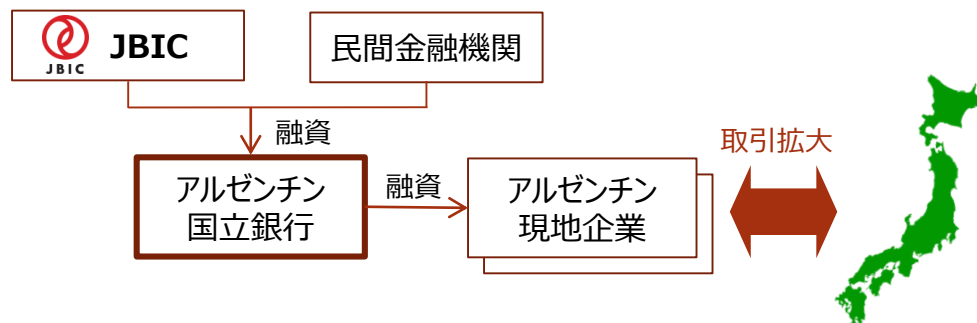 JBIC
JBIC
民間金融機関
融資
取引拡大
アルゼンチン
国立銀行
融資
アルゼンチン
現地企業